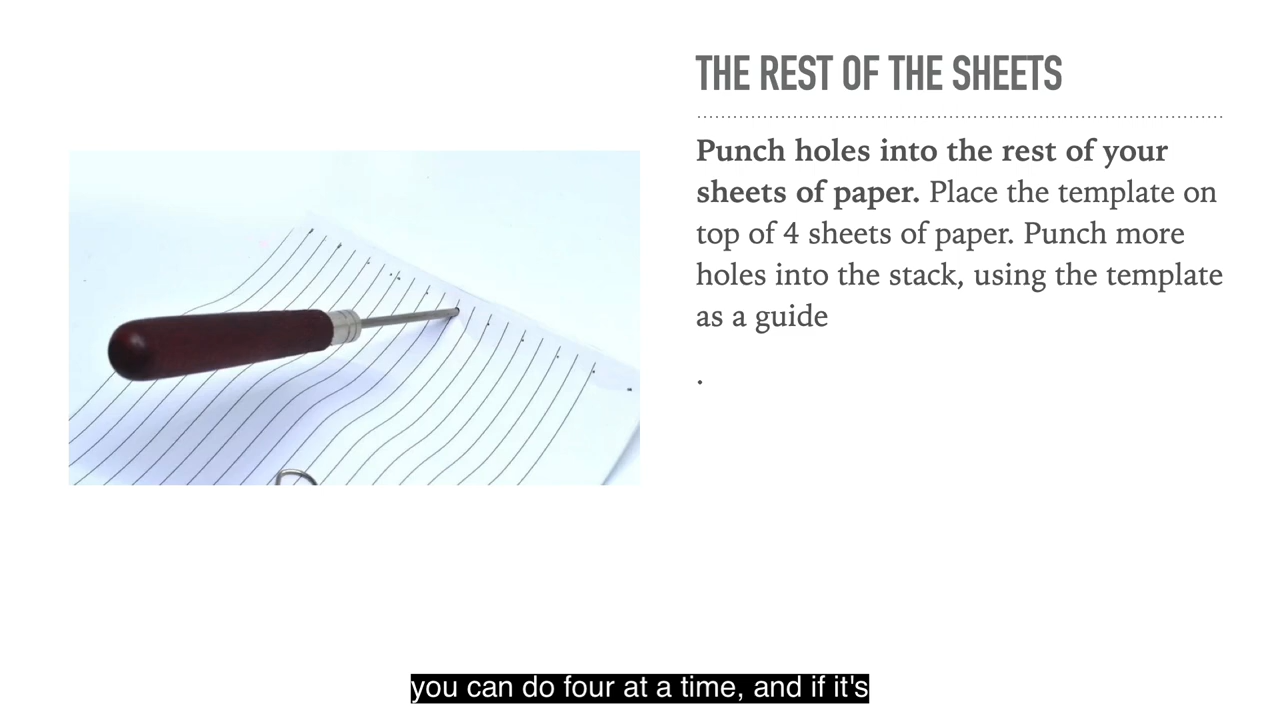 THE REST OF THE SHEETS
Punch holes into the rest of your
sheets of paper. Place the template on
top of 4 sheets of paper. Punch more
holes into the stack, using the template
as a guide
.
you can do four at a time, and if it's